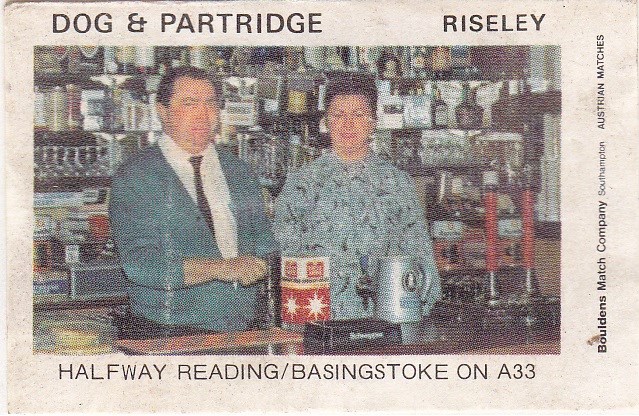 DOG & PARTRIDGE RISELEY
HALFWAY READING/BASINGSTOKE ON A33
Bouldens Match Company Southampton AUSTRIAN MATCHES